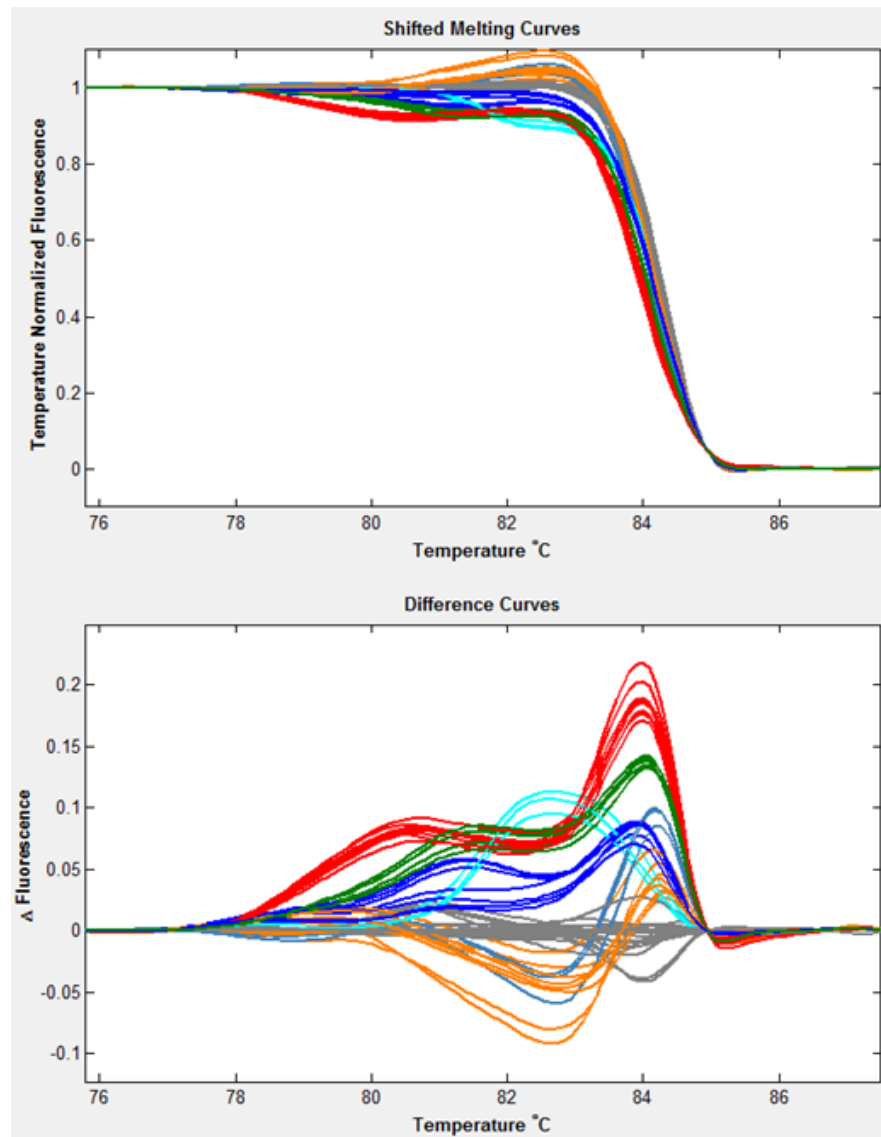 Shifted Melting Curves
Temperature Normalized Fluorescence
1
0.8
0.6
0.4
0.2
0
76 78 80 82 84 86
Temperature °C
Difference Curves
Δ Fluorescence
0.2
0.15
0.1
0.05
0
-0.05
-0.1
76 78 80 82 84 86
Temperature °C